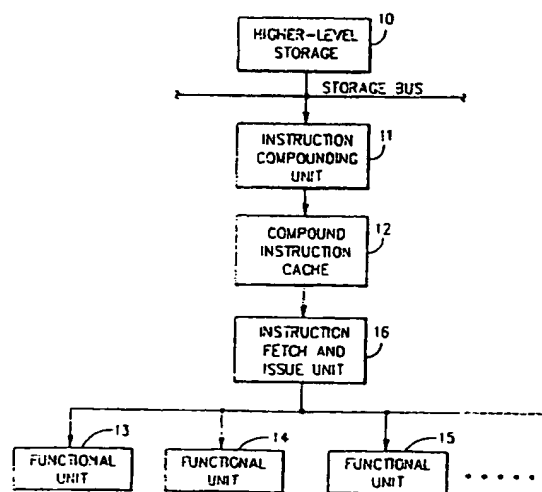 10
HIGHER-LEVEL
STORAGE
STORAGE BUS
11
INSTRUCTION
COMPOUNDING
UNIT
12
COMPOUND
INSTRUCTION
CACHE
16
INSTRUCTION
FETCH AND
ISSUE UNIT
13
FUNCTIONAL
UNIT
14
FUNCTIONAL
UNIT
15
FUNCTIONAL
UNIT